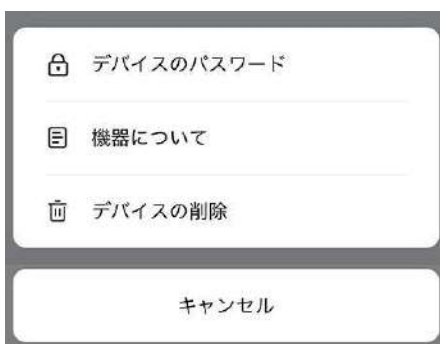 デバイスのパスワード
機器について
デバイスの削除
キャンセル